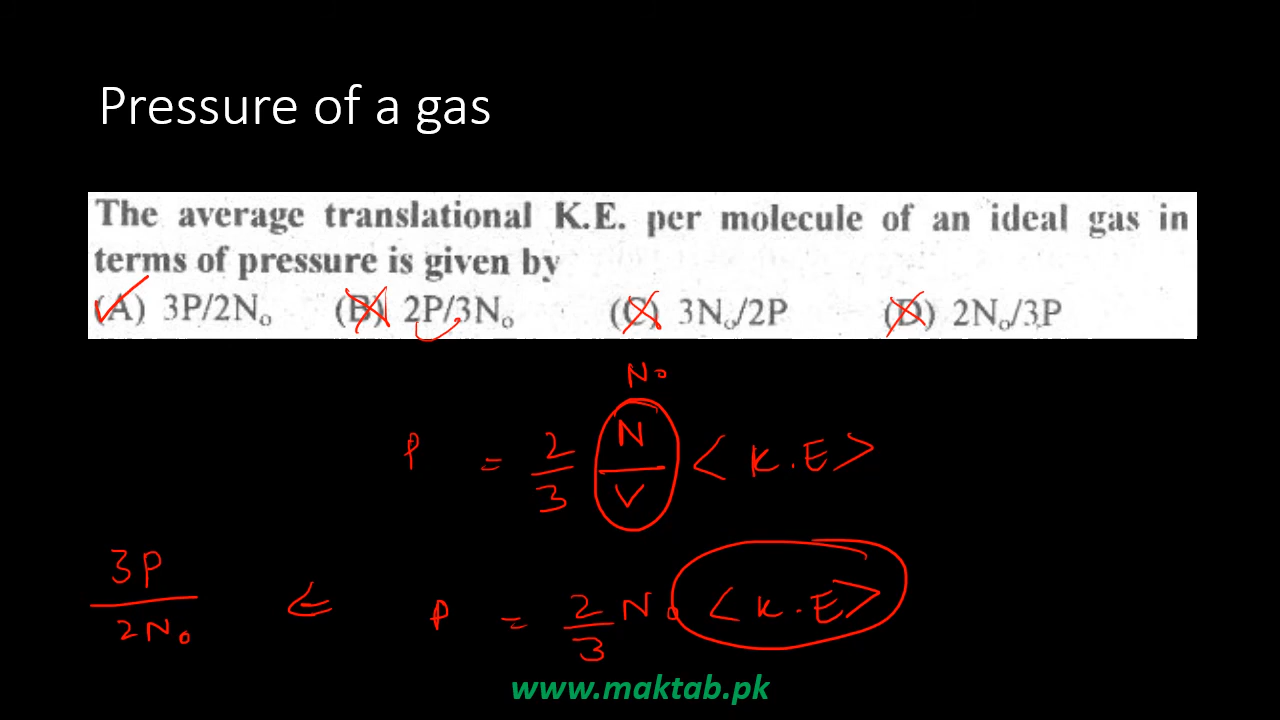 Pressure of a gas
The average translational K.E. per molecule of an ideal gas in
terms of pressure is given by
(A) 3P/2N₀ (B) 2P/3N₀ (C) 3N₀/2P (D) 2N₀/3P
N₀
P = 2/3 N/V <K.E>
3P/2N₀ ⇐ P = 2/3 N₀ <K.E>
www.maktab.pk